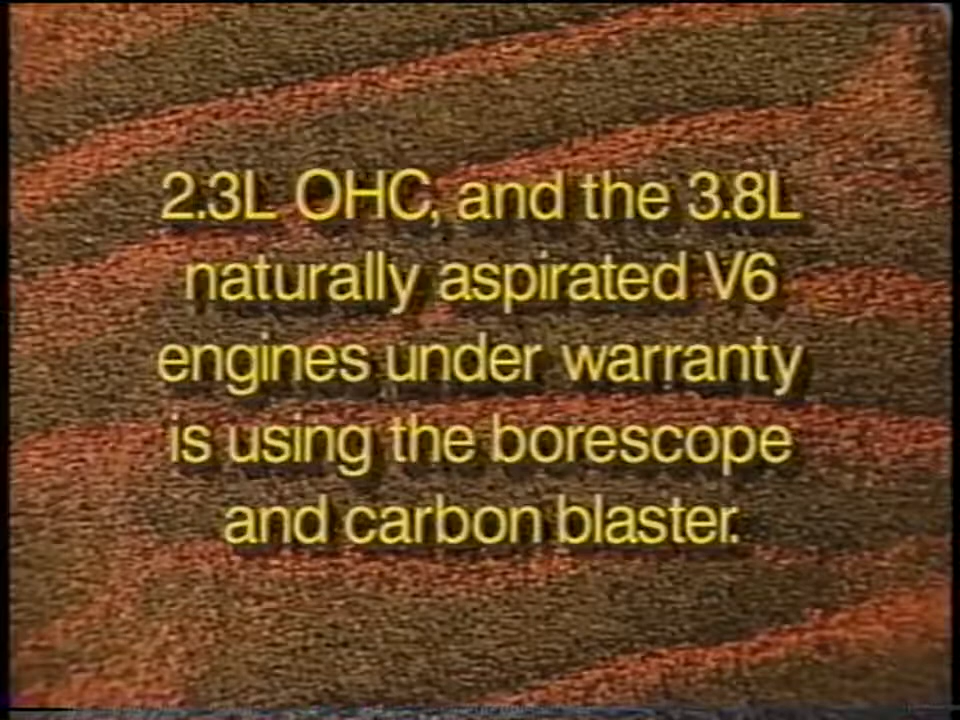 2.3L OHC, and the 3.8L
naturally aspirated V6
engines under warranty
is using the borescope
and carbon blaster.